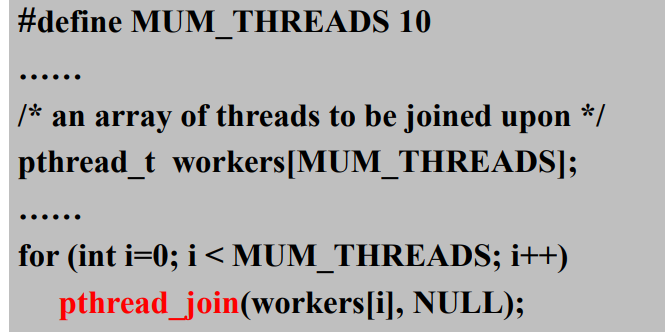 #define MUM_THREADS 10
……
/* an array of threads to be joined upon */
pthread_t workers[MUM_THREADS];
……
for (int i=0; i < MUM_THREADS; i++)
pthread_join(workers[i], NULL);